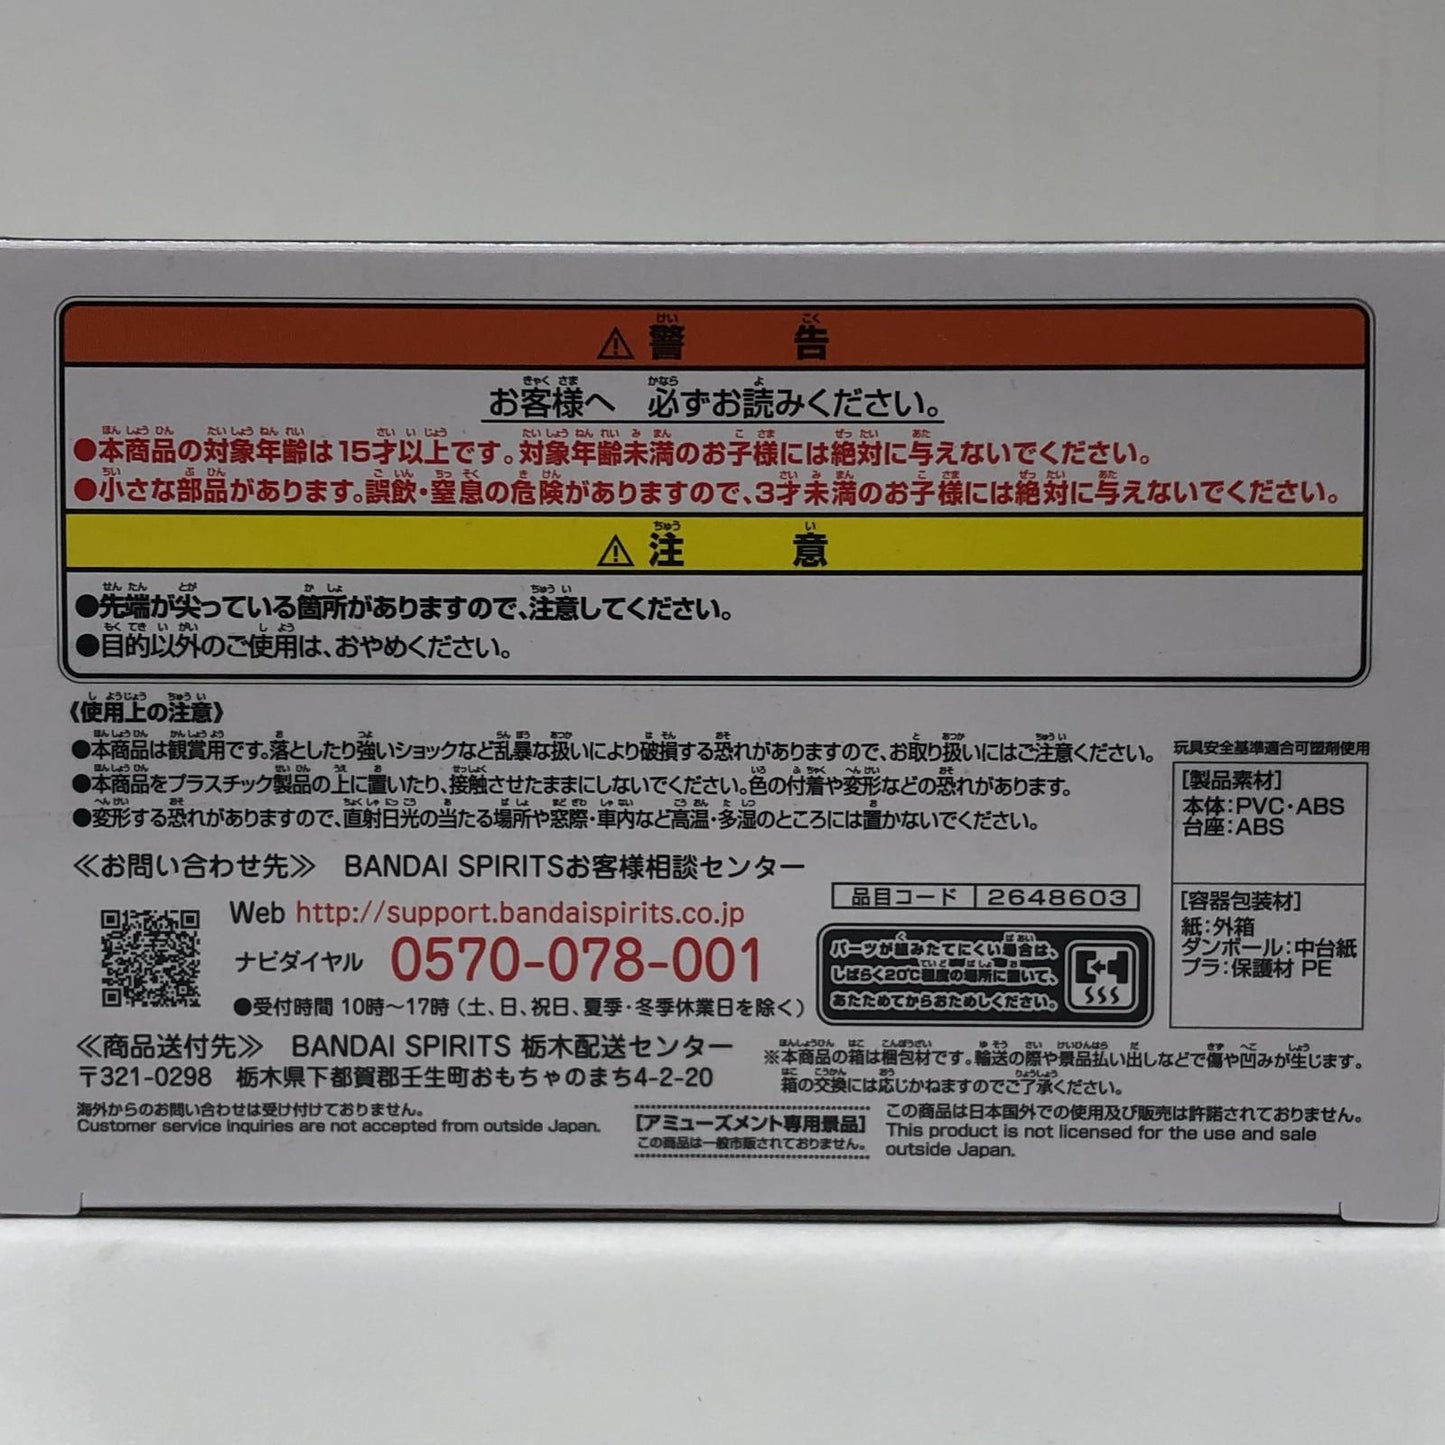 ⚠警告
お客様へ 必ずお読みください。
●本商品の対象年齢は15才以上です。対象年齢未満のお子様には絶対に与えないでください。
●小さな部品があります。誤飲・窒息の危険がありますので、3才未満のお子様には絶対に与えないでください。
⚠注意
●先端が尖っている箇所がありますので、注意してください。
●目的以外のご使用は、おやめください。
《使用上の注意》
●本商品は観賞用です。落としたり強いショックなど乱暴な扱いにより破損する恐れがありますので、お取り扱いにはご注意ください。
●本商品をプラスチック製品の上に置いたり、接触させたままにしないでください。色の付着や変形などの恐れがあります。
●変形する恐れがありますので、直射日光の当たる場所や窓際・車内など高温・多湿のところには置かないでください。
玩具安全基準適合可塑剤使用
[製品素材]
本体:PVC・ABS
台座:ABS
[容器包装材]
紙:外箱
ダンボール:中台紙
プラ:保護材 PE
≪お問い合わせ先≫ BANDAI SPIRITSお客様相談センター
Web http://support.bandaispirits.co.jp
ナビダイヤル 0570-078-001
●受付時間 10時〜17時(土、日、祝日、夏季・冬季休業日を除く)
品目コード 2648603
パーツが組みたてにくい場合は、
しばらく20℃程度の場所に置いて、
あたためてからおためしください。
≪商品送付先≫ BANDAI SPIRITS 栃木配送センター
〒321-0298 栃木県下都賀郡壬生町おもちゃのまち4-2-20
※本商品の箱は梱包材です。輸送の際や景品払い出しなどで傷や凹みが生じます。
箱の交換には応じかねますのでご了承ください。
海外からのお問い合わせは受け付けておりません。
Customer service inquiries are not accepted from outside Japan.
[アミューズメント専用景品]
この商品は一般市販されておりません。
この商品は日本国外での使用及び販売は許諾されておりません。
This product is not licensed for the use and sale
outside Japan.